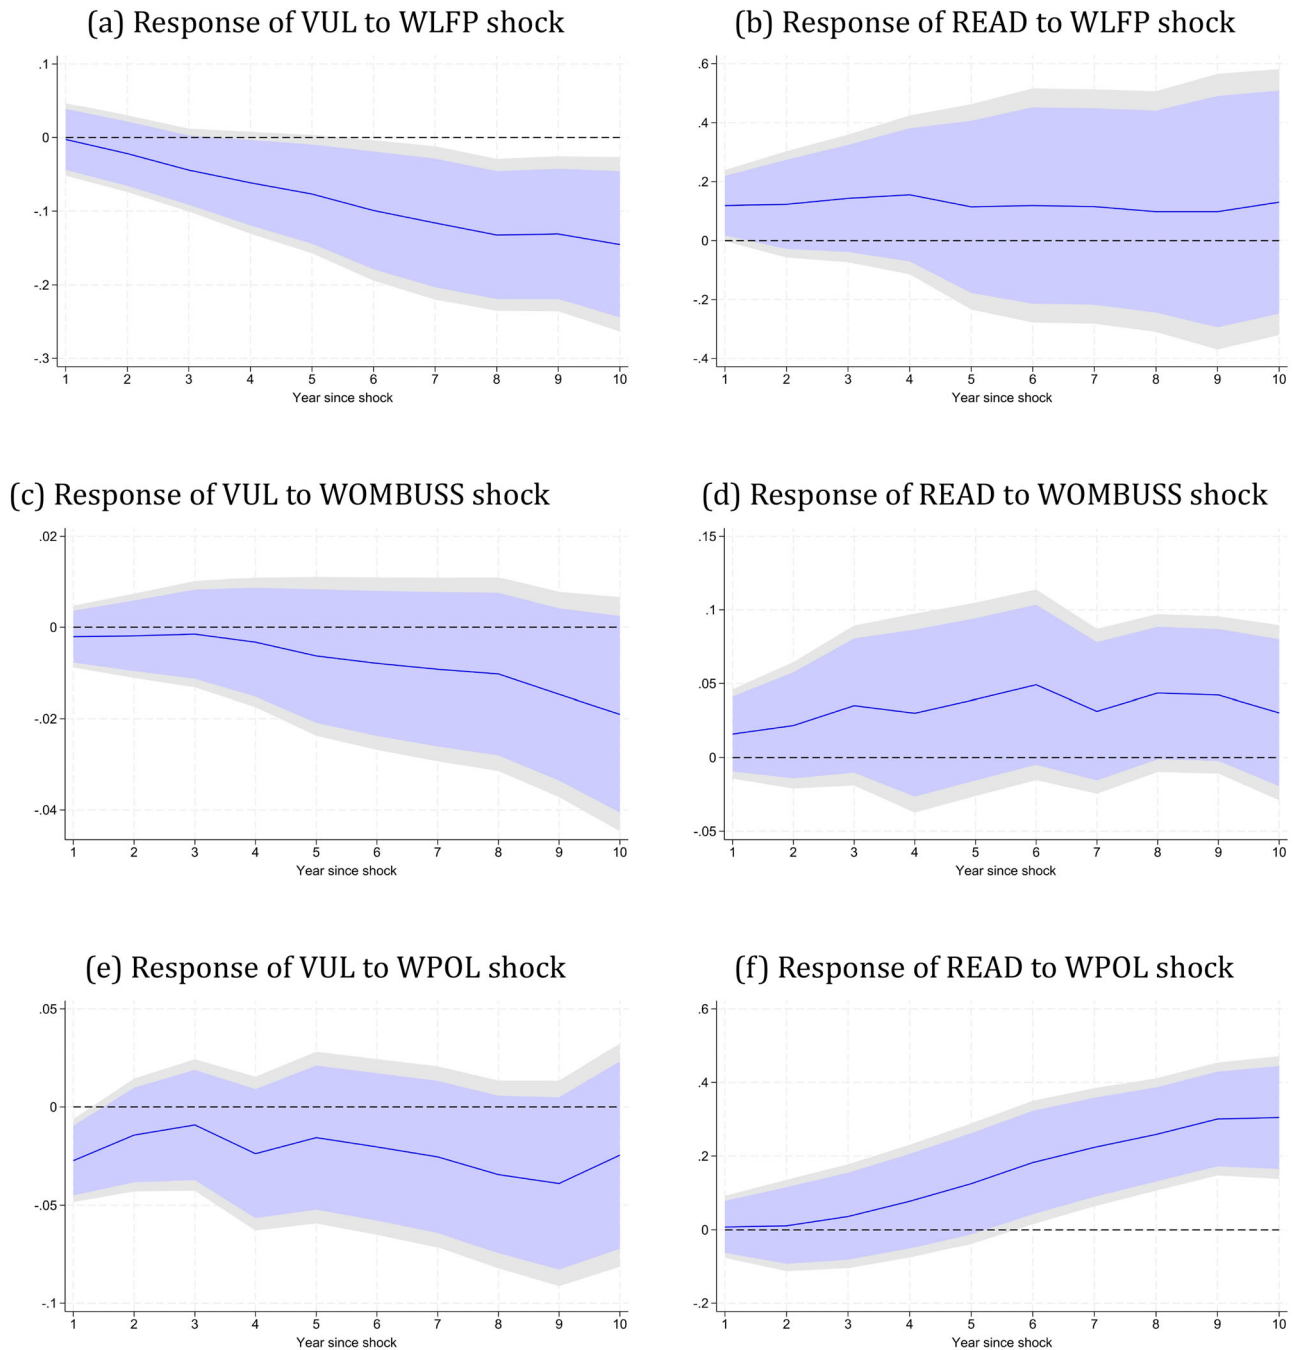 (a) Response of VUL to WLFP shock
.1
0
-.1
-.2
-.3
1 2 3 4 5 6 7 8 9 10
Year since shock
(b) Response of READ to WLFP shock
.6
.4
.2
0
-.2
-.4
1 2 3 4 5 6 7 8 9 10
Year since shock
(c) Response of VUL to WOMBUSS shock
.02
0
-.02
-.04
1 2 3 4 5 6 7 8 9 10
Year since shock
(d) Response of READ to WOMBUSS shock
.15
.1
.05
0
-.05
1 2 3 4 5 6 7 8 9 10
Year since shock
(e) Response of VUL to WPOL shock
.05
0
-.05
-.1
1 2 3 4 5 6 7 8 9 10
Year since shock
(f) Response of READ to WPOL shock
.6
.4
.2
0
-.2
1 2 3 4 5 6 7 8 9 10
Year since shock